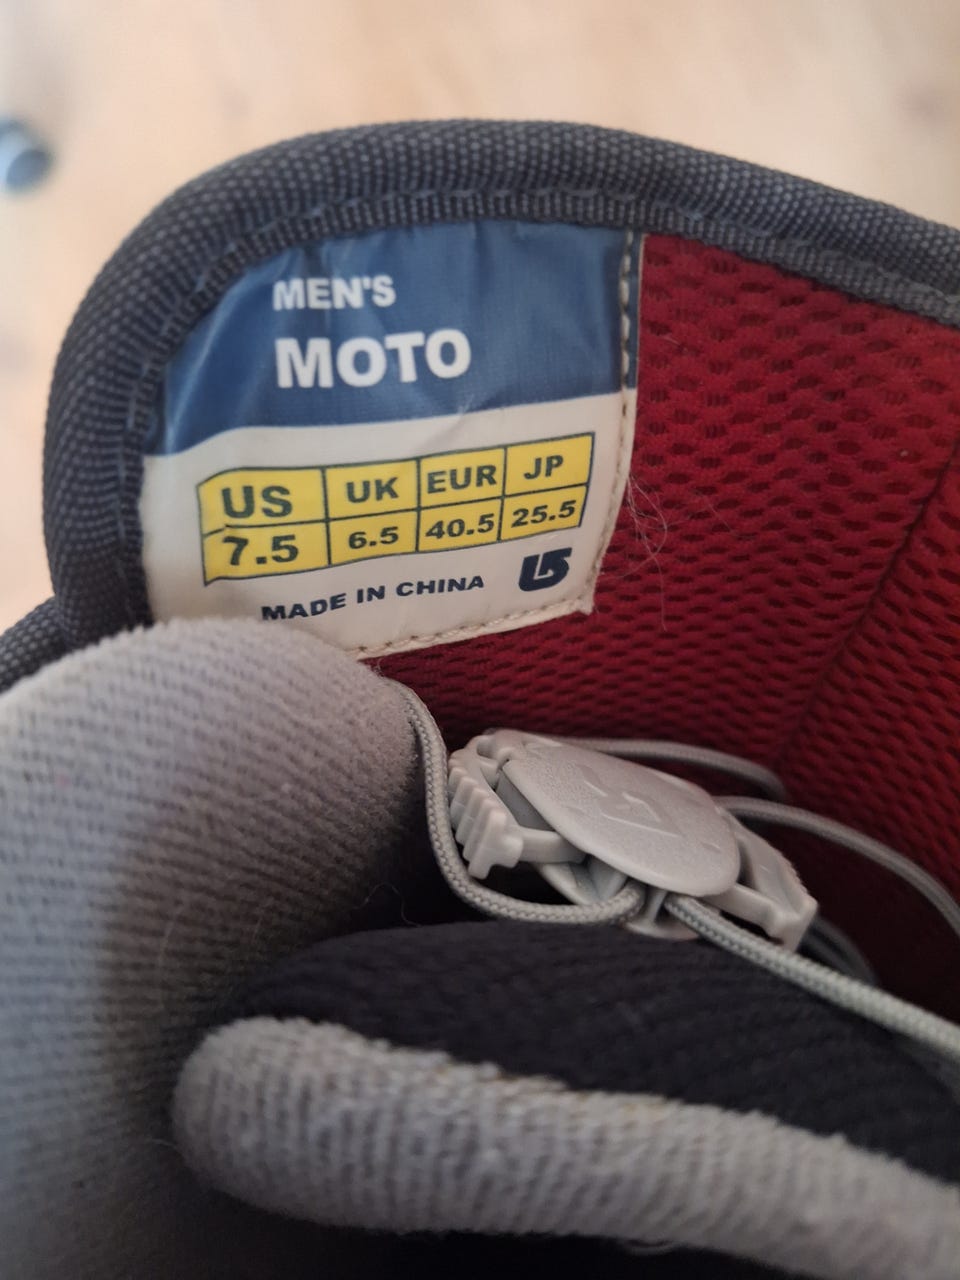 MEN'S
MOTO
US UK EUR JP
7.5 6.5 40.5 25.5
MADE IN CHINA